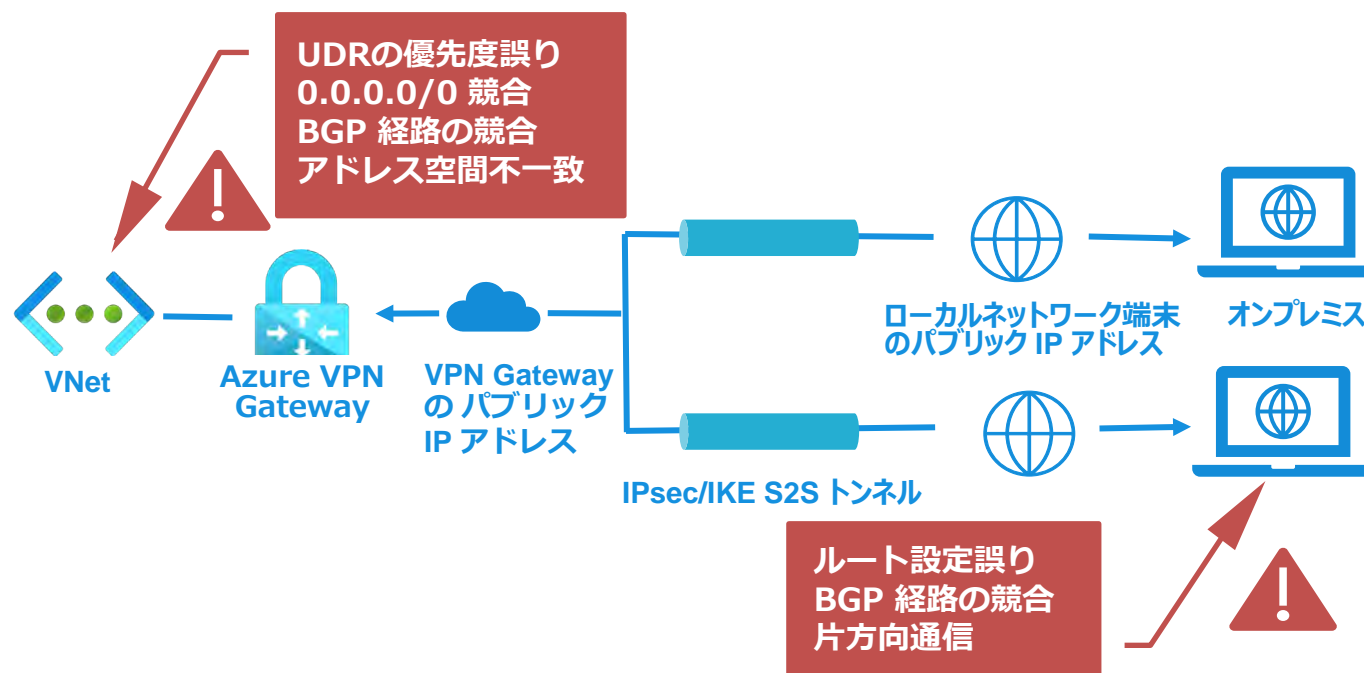 UDRの優先度誤り
0.0.0.0/0 競合
BGP 経路の競合
アドレス空間不一致
VNet
Azure VPN
Gateway
VPN Gateway
の パブリック
IP アドレス
ローカルネットワーク端末
のパブリック IP アドレス
オンプレミス
IPsec/IKE S2S トンネル
ルート設定誤り
BGP 経路の競合
片方向通信